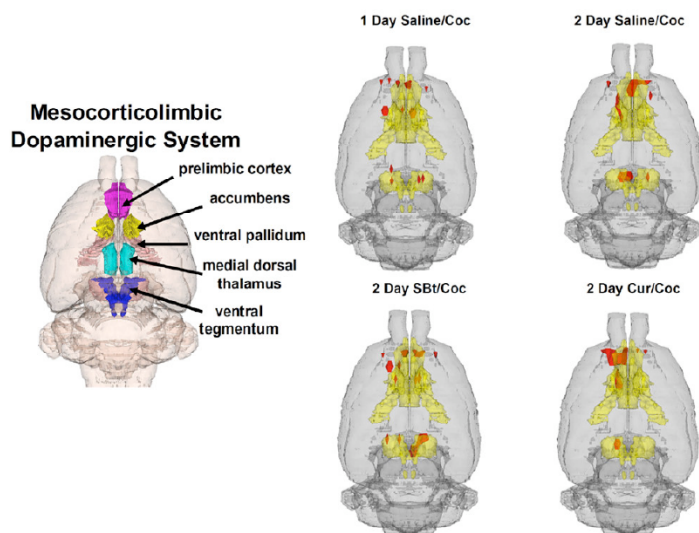 Mesocorticolimbic
Dopaminergic System
prelimbic cortex
accumbens
ventral pallidum
medial dorsal
thalamus
ventral
tegmentum
1 Day Saline/Coc
2 Day Saline/Coc
2 Day SBt/Coc
2 Day Cur/Coc